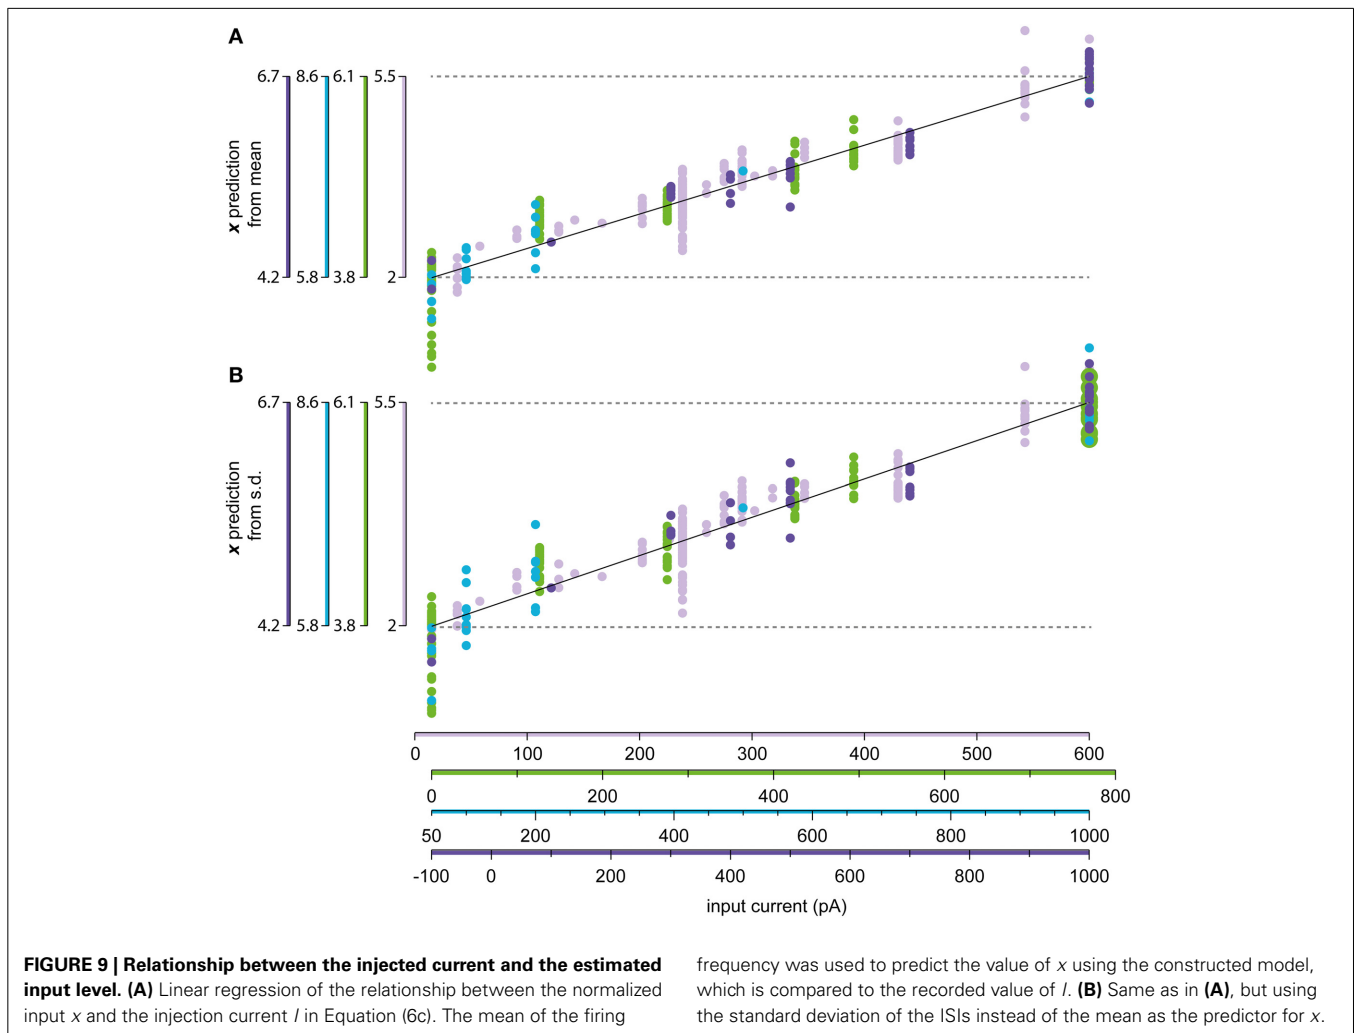 A
6.7 8.6 6.1 5.5
x prediction
from mean
4.2 5.8 3.8 2
B
6.7 8.6 6.1 5.5
x prediction
from s.d.
4.2 5.8 3.8 2
0 100 200 300 400 500 600
0 200 400 600 800
50 200 400 600 800 1000
-100 0 200 400 600 800 1000
input current (pA)
FIGURE 9 | Relationship between the injected current and the estimated
input level. (A) Linear regression of the relationship between the normalized
input x and the injection current I in Equation (6c). The mean of the firing
frequency was used to predict the value of x using the constructed model,
which is compared to the recorded value of I. (B) Same as in (A), but using
the standard deviation of the ISIs instead of the mean as the predictor for x.